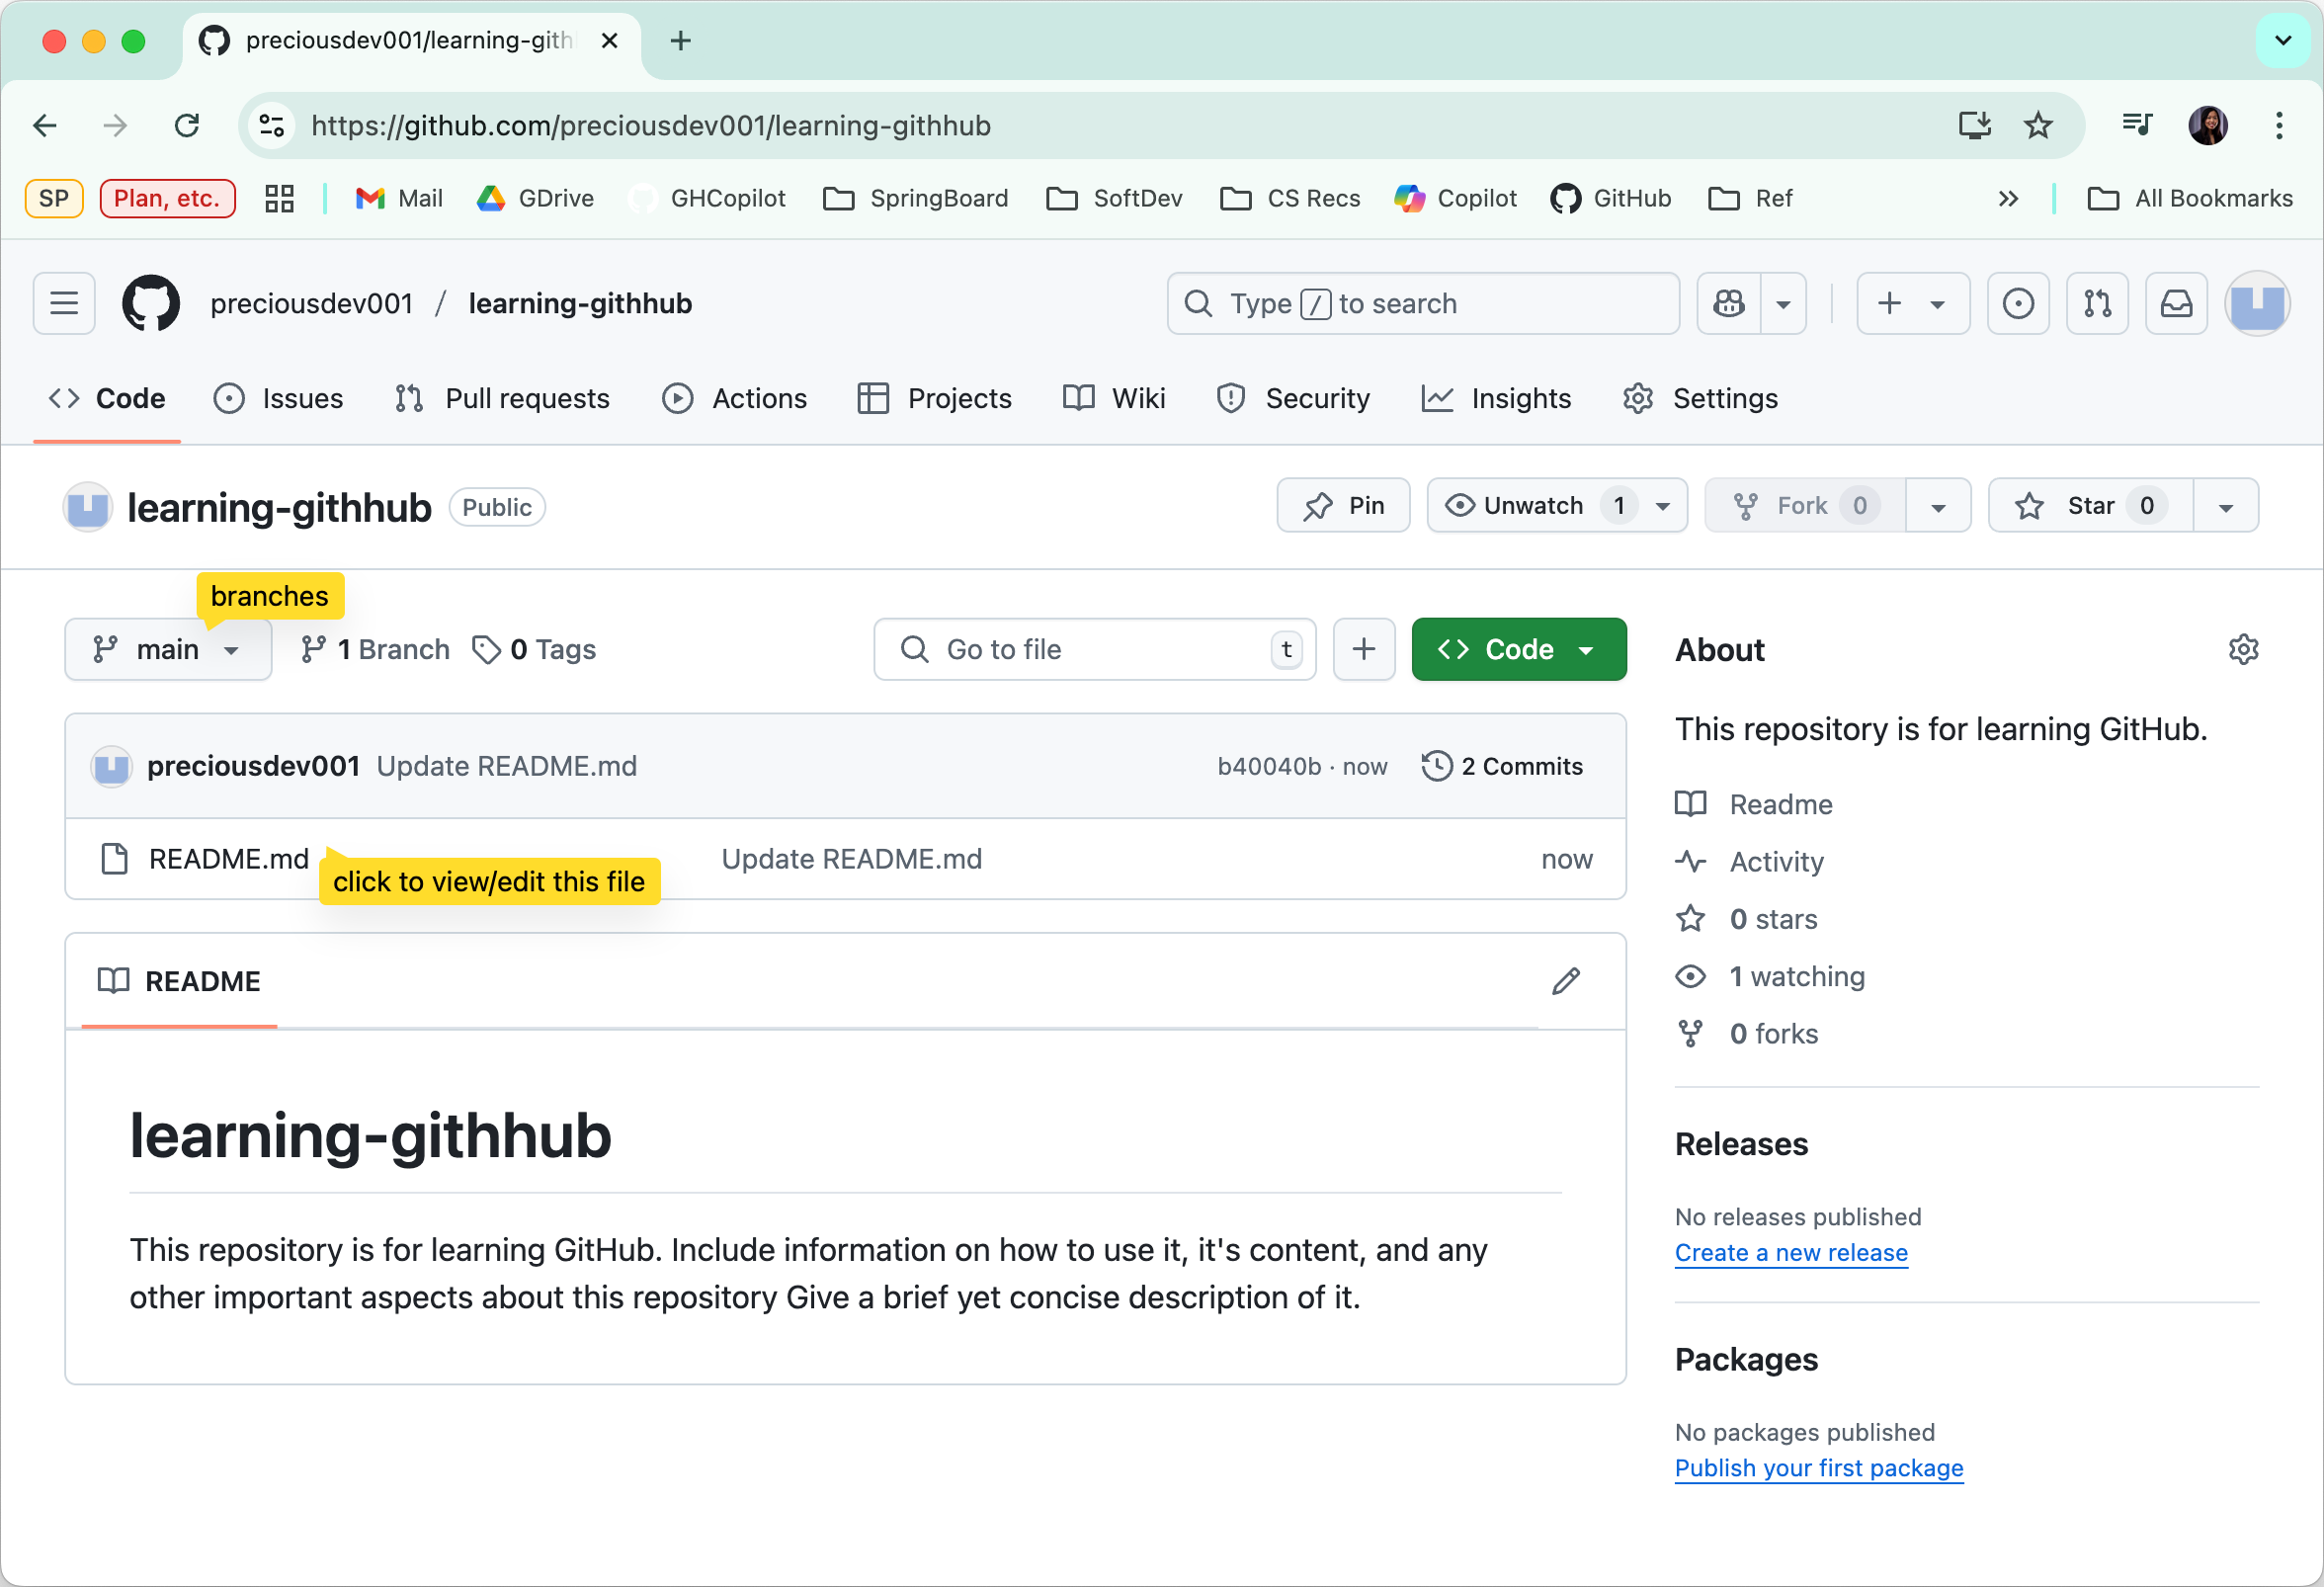 preciousdev001/learning-gith
https://github.com/preciousdev001/learning-githhub
SP Plan, etc. Mail GDrive GHCopilot SpringBoard SoftDev CS Recs Copilot GitHub Ref All Bookmarks
preciousdev001 / learning-githhub Type / to search
Code Issues Pull requests Actions Projects Wiki Security Insights Settings
learning-githhub Public Pin Unwatch 1 Fork 0 Star 0
branches
main 1 Branch 0 Tags Go to file t Code
preciousdev001 Update README.md b40040b · now 2 Commits
README.md Update README.md now
click to view/edit this file
README
learning-githhub
This repository is for learning GitHub. Include information on how to use it, it's content, and any
other important aspects about this repository Give a brief yet concise description of it.
About
This repository is for learning GitHub.
Readme
Activity
0 stars
1 watching
0 forks
Releases
No releases published
Create a new release
Packages
No packages published
Publish your first package